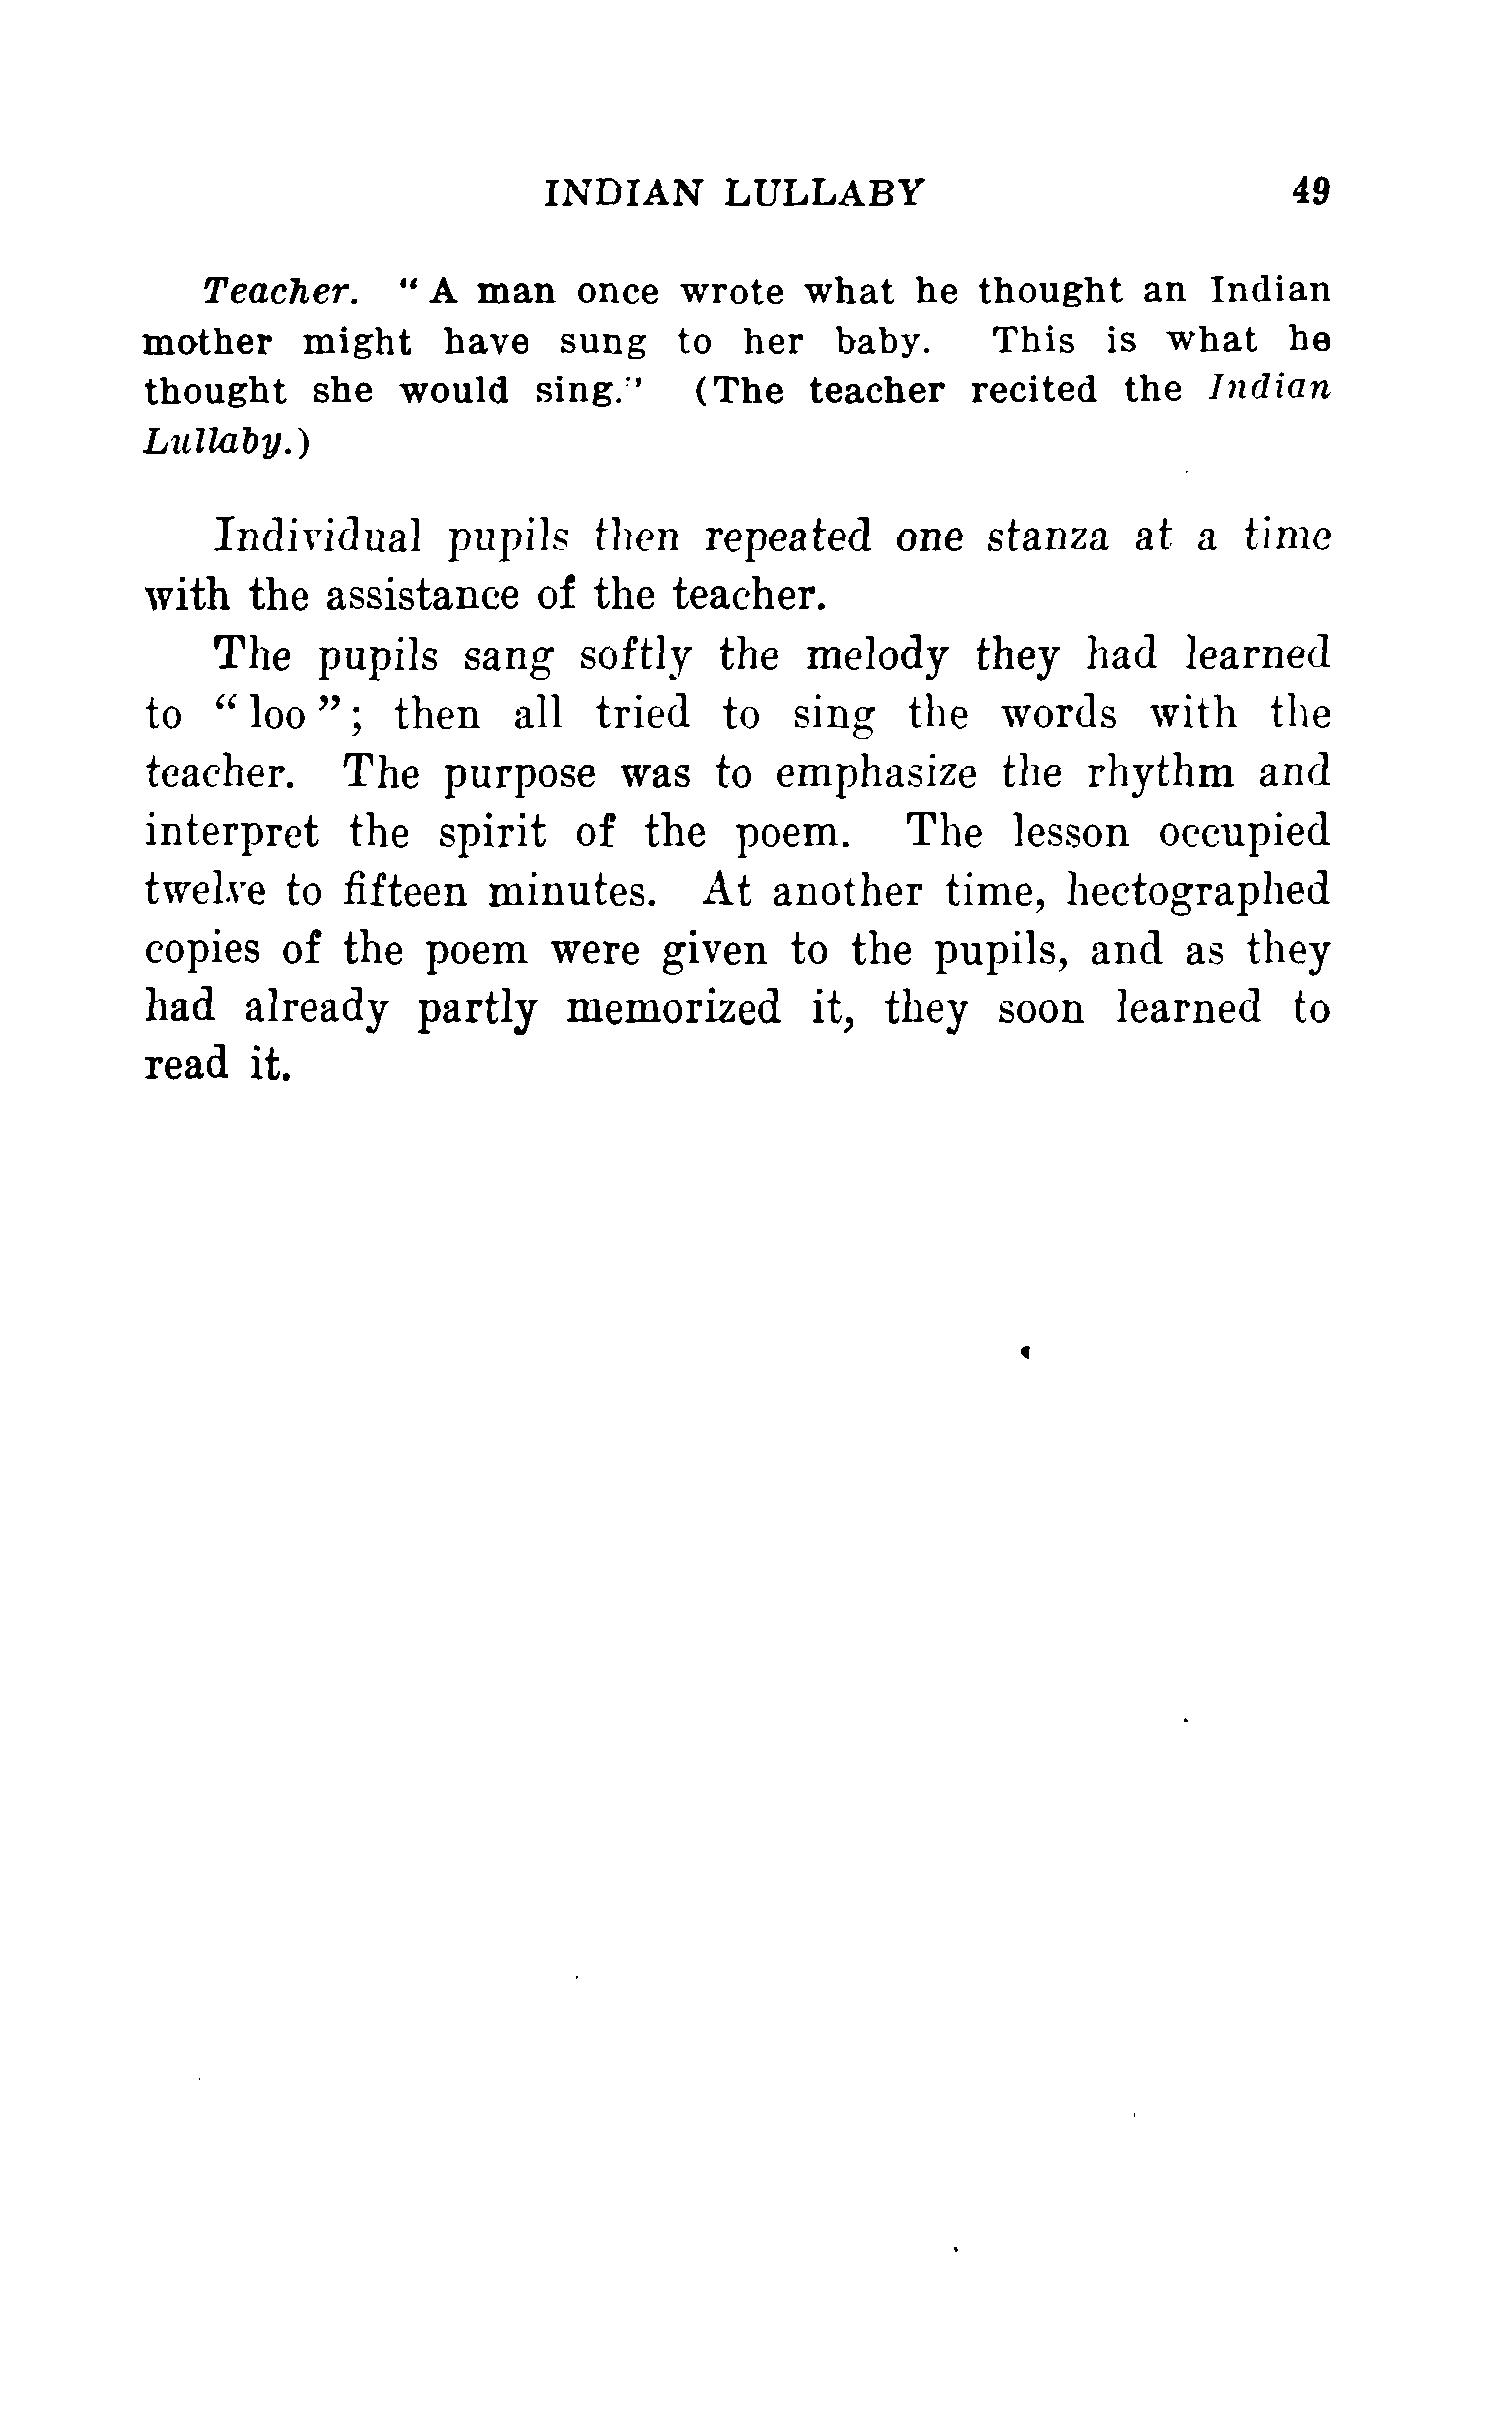 INDIAN LULLABY 49
Teacher. "A man once wrote what he thought an Indian
mother might have sung to her baby. This is what he
thought she would sing." (The teacher recited the Indian
Lullaby.)
Individual pupils then repeated one stanza at a time
with the assistance of the teacher.
The pupils sang softly the melody they had learned
to "loo"; then all tried to sing the words with the
teacher. The purpose was to emphasize the rhythm and
interpret the spirit of the poem. The lesson occupied
twelve to fifteen minutes. At another time, hectographed
copies of the poem were given to the pupils, and as they
had already partly memorized it, they soon learned to
read it.